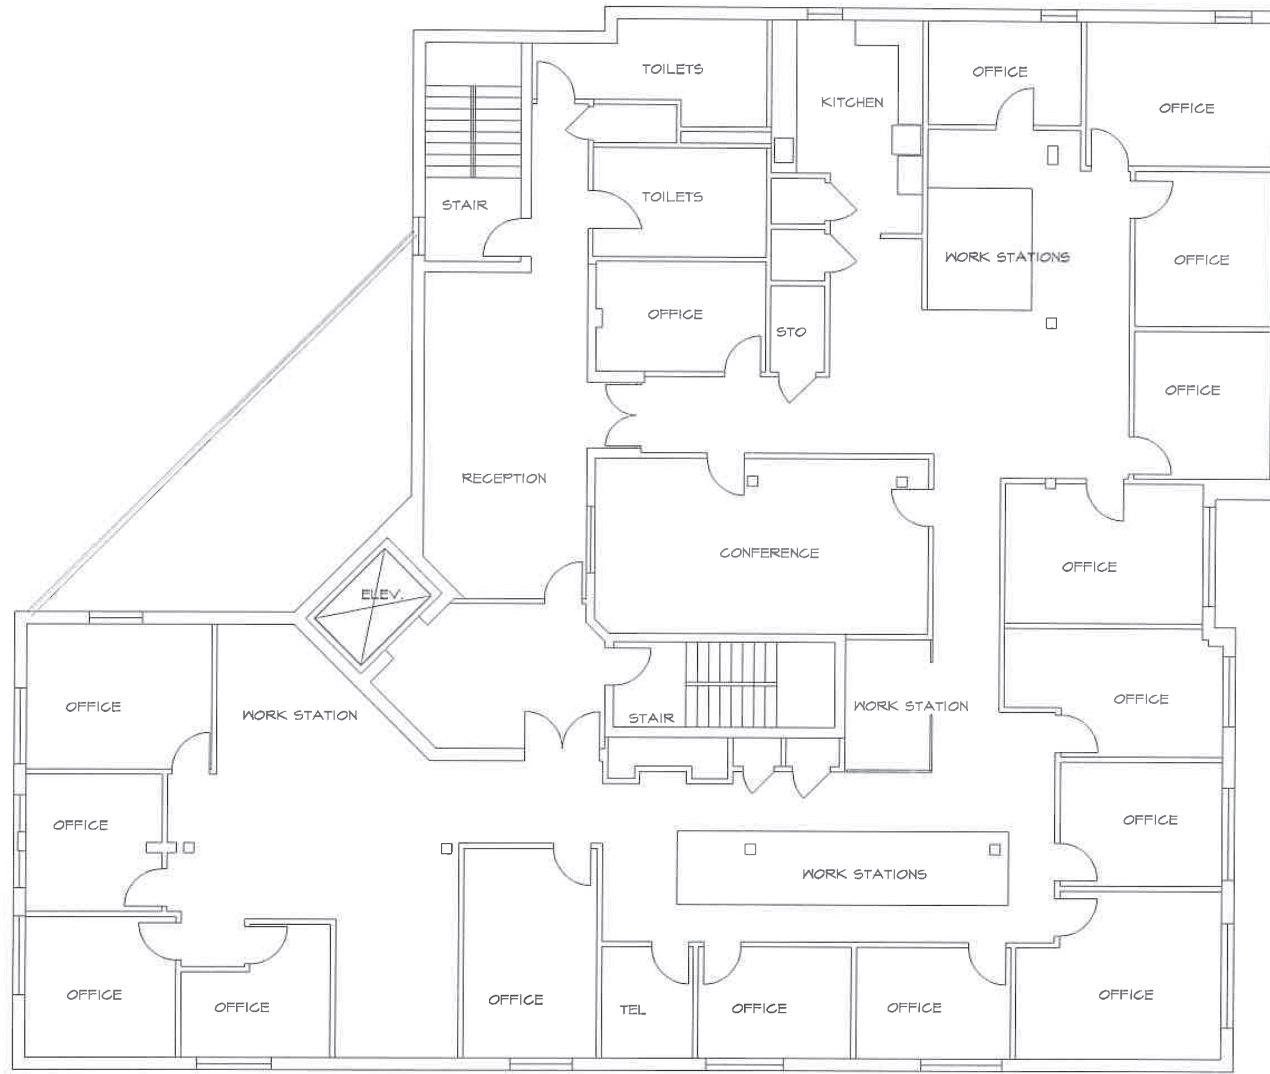 TOILETS
OFFICE
KITCHEN
OFFICE
STAIR
TOILETS
WORK STATIONS
OFFICE
OFFICE
STO
OFFICE
RECEPTION
CONFERENCE
OFFICE
ELEV.
OFFICE
WORK STATION
STAIR
WORK STATION
OFFICE
OFFICE
OFFICE
WORK STATIONS
OFFICE
OFFICE
OFFICE
TEL
OFFICE
OFFICE
OFFICE